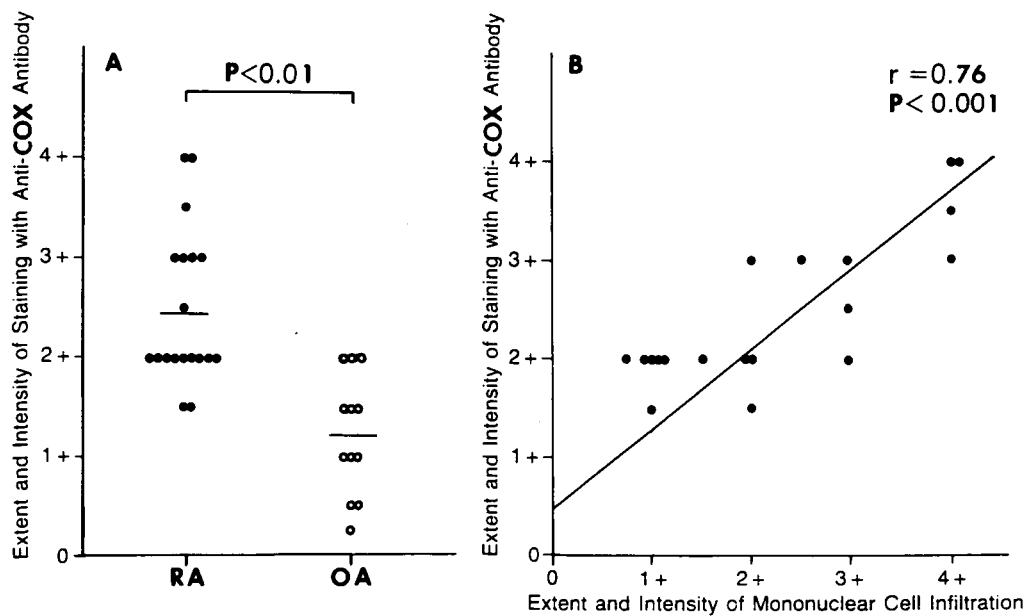 A
P<0.01
Extent and Intensity of Staining with Anti-COX Antibody
4+
3+
2+
1+
0
RA
OA
B
r =0.76
P< 0.001
Extent and Intensity of Staining with Anti-COX Antibody
4+
3+
2+
1+
0
0
1+
2+
3+
4+
Extent and Intensity of Mononuclear Cell Infiltration